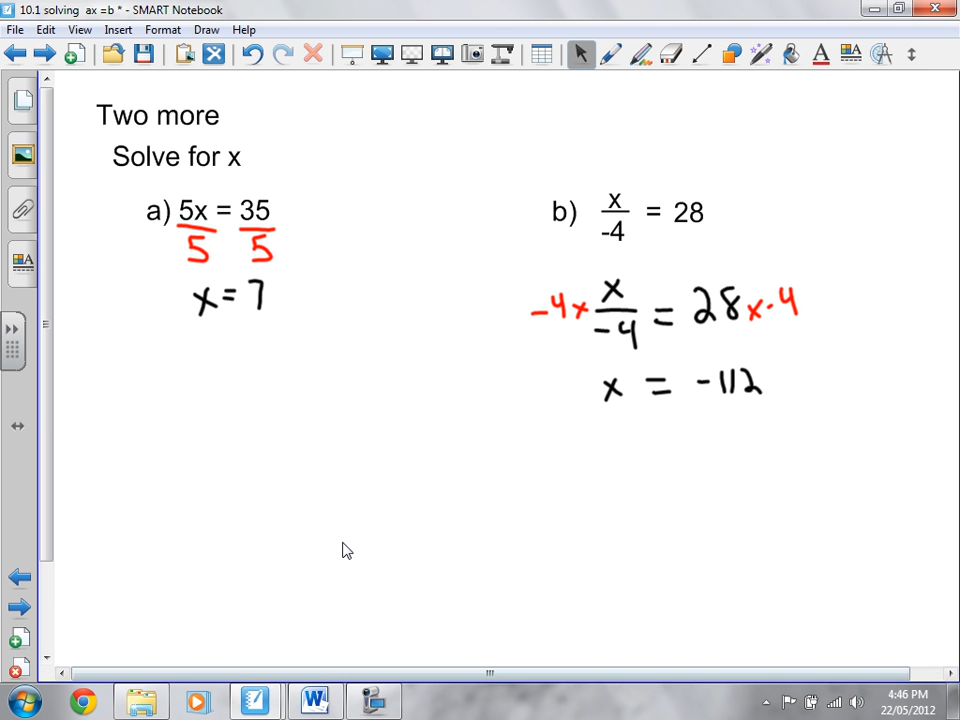 10.1 solving ax =b * - SMART Notebook
File Edit View Insert Format Draw Help
Two more
Solve for x
a) 5x = 35
5 5
x = 7
b) x
-4 = 28
-4x x
-4 = 28 x -4
x = -112
4:46 PM
22/05/2012